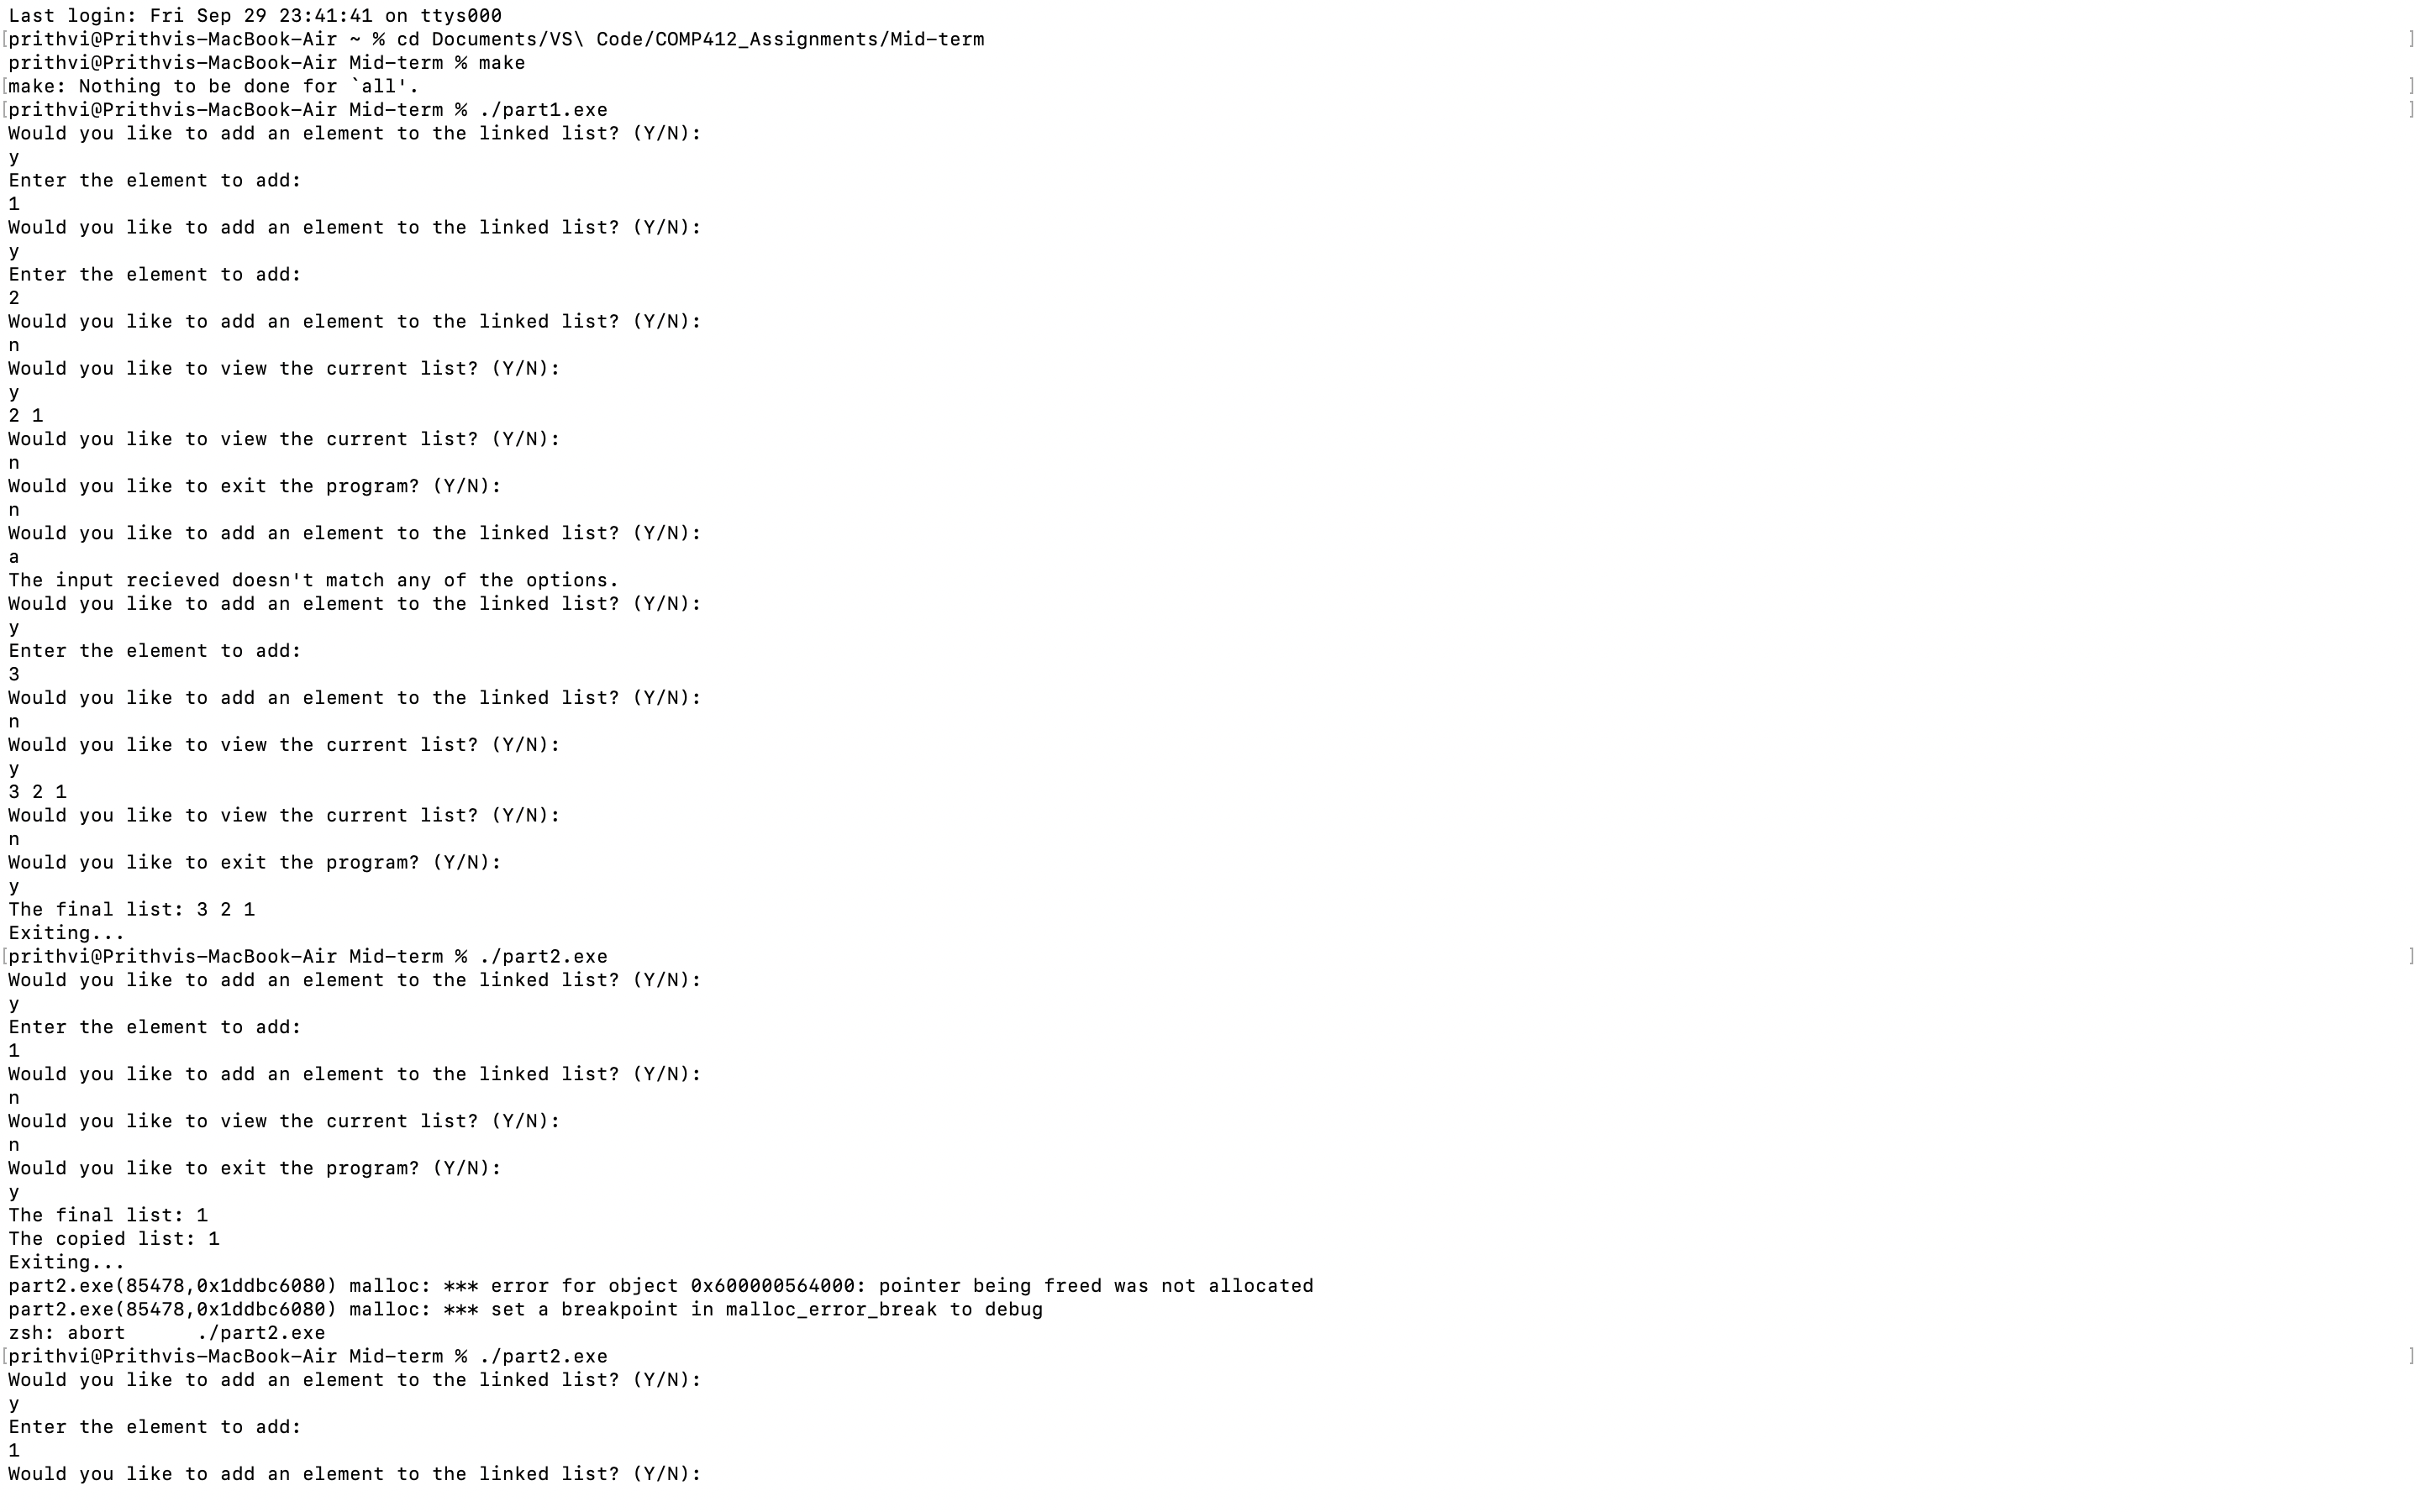 Last login: Fri Sep 29 23:41:41 on ttys000
[prithvi@Prithvis-MacBook-Air ~ % cd Documents/VS\ Code/COMP412_Assignments/Mid-term ]
prithvi@Prithvis-MacBook-Air Mid-term % make
[make: Nothing to be done for `all'. ]
[prithvi@Prithvis-MacBook-Air Mid-term % ./part1.exe ]
Would you like to add an element to the linked list? (Y/N):
y
Enter the element to add:
1
Would you like to add an element to the linked list? (Y/N):
y
Enter the element to add:
2
Would you like to add an element to the linked list? (Y/N):
n
Would you like to view the current list? (Y/N):
y
2 1
Would you like to view the current list? (Y/N):
n
Would you like to exit the program? (Y/N):
n
Would you like to add an element to the linked list? (Y/N):
a
The input recieved doesn't match any of the options.
Would you like to add an element to the linked list? (Y/N):
y
Enter the element to add:
3
Would you like to add an element to the linked list? (Y/N):
n
Would you like to view the current list? (Y/N):
y
3 2 1
Would you like to view the current list? (Y/N):
n
Would you like to exit the program? (Y/N):
y
The final list: 3 2 1
Exiting...
[prithvi@Prithvis-MacBook-Air Mid-term % ./part2.exe ]
Would you like to add an element to the linked list? (Y/N):
y
Enter the element to add:
1
Would you like to add an element to the linked list? (Y/N):
n
Would you like to view the current list? (Y/N):
n
Would you like to exit the program? (Y/N):
y
The final list: 1
The copied list: 1
Exiting...
part2.exe(85478,0x1ddbc6080) malloc: *** error for object 0x600000564000: pointer being freed was not allocated
part2.exe(85478,0x1ddbc6080) malloc: *** set a breakpoint in malloc_error_break to debug
zsh: abort      ./part2.exe
[prithvi@Prithvis-MacBook-Air Mid-term % ./part2.exe ]
Would you like to add an element to the linked list? (Y/N):
y
Enter the element to add:
1
Would you like to add an element to the linked list? (Y/N):